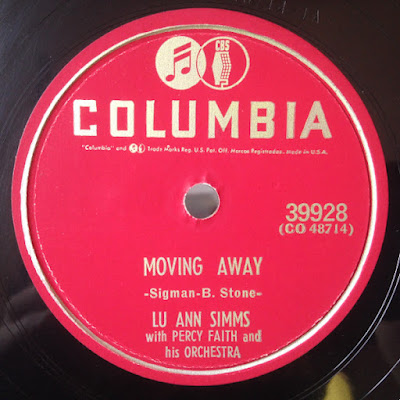 CBS
COLUMBIA
"Columbia" and Trade Marks Reg. U.S. Pat. Off. Marcas Registradas. Made in U.S.A.
39928
(CO 48714)
MOVING AWAY
-Sigman-B. Stone-
LU ANN SIMMS
with PERCY FAITH and
his ORCHESTRA